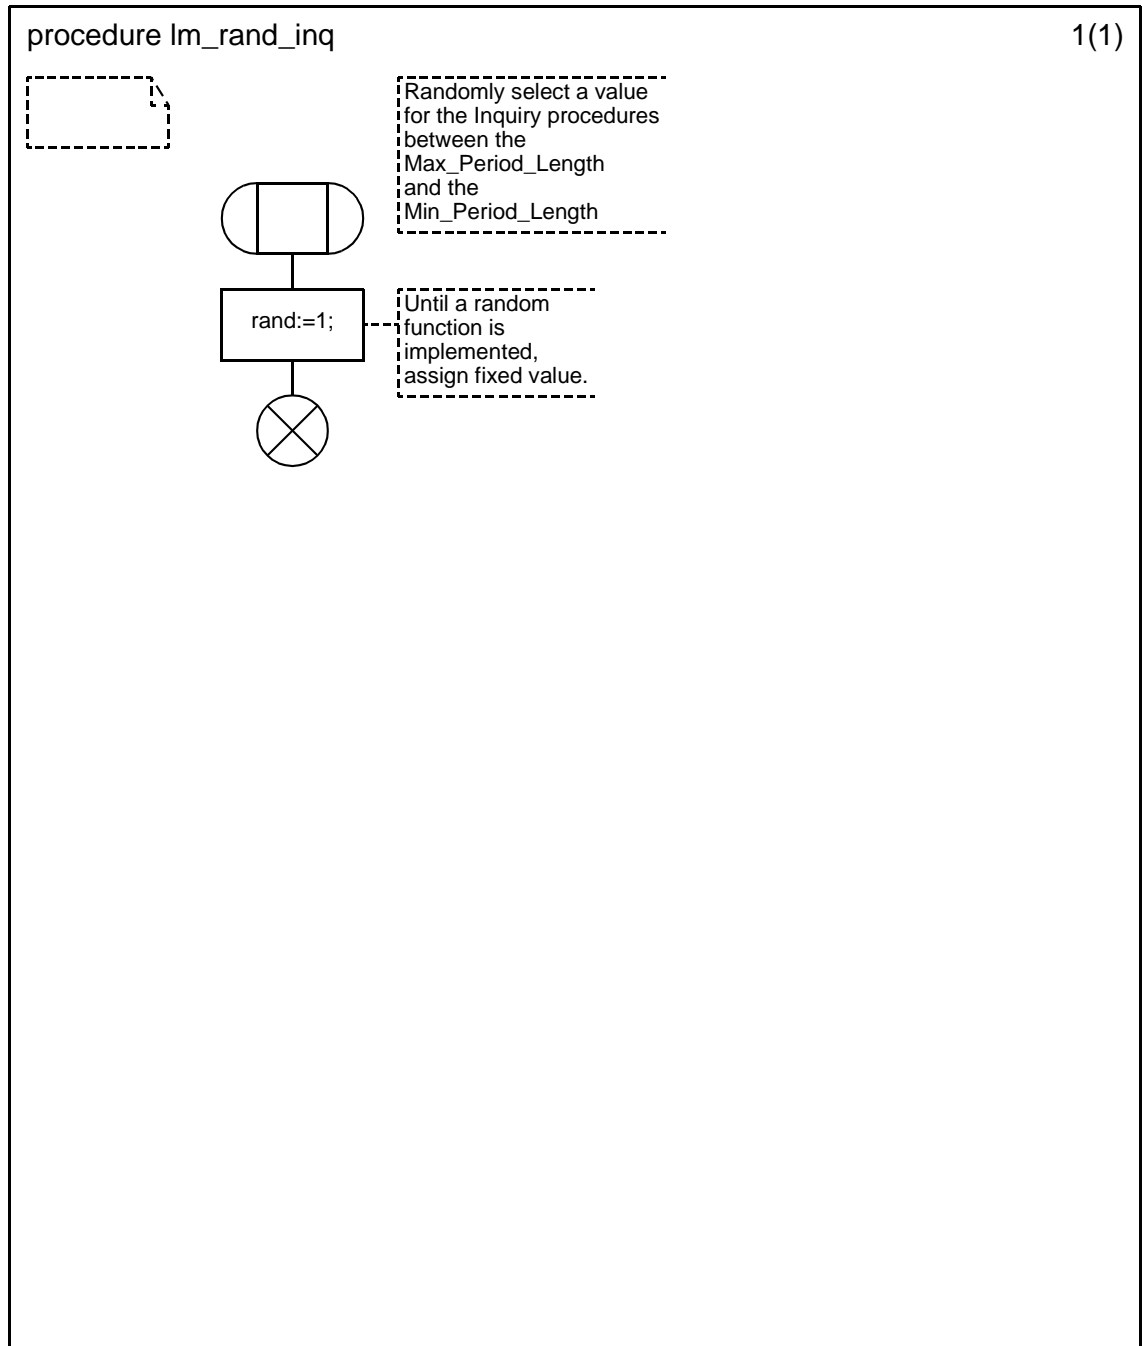 procedure lm_rand_inq
1(1)
Randomly select a value
for the Inquiry procedures
between the
Max_Period_Length
and the
Min_Period_Length
rand:=1;
Until a random
function is
implemented,
assign fixed value.